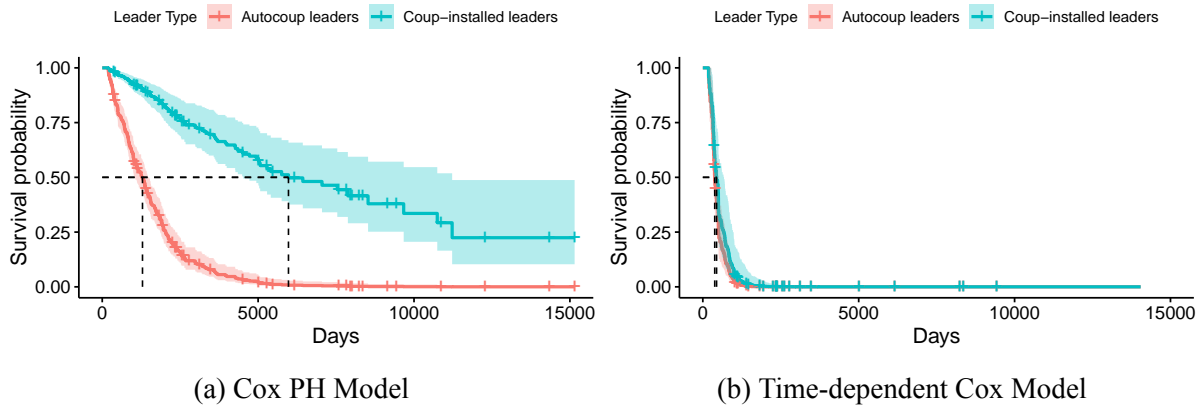 Leader Type Autocoup leaders Coup−installed leaders
1.00
0.75
0.50
0.25
0.00
Survival probability
0 5000 10000 15000
Days
(a) Cox PH Model
Leader Type Autocoup leaders Coup−installed leaders
1.00
0.75
0.50
0.25
0.00
Survival probability
0 5000 10000 15000
Days
(b) Time-dependent Cox Model